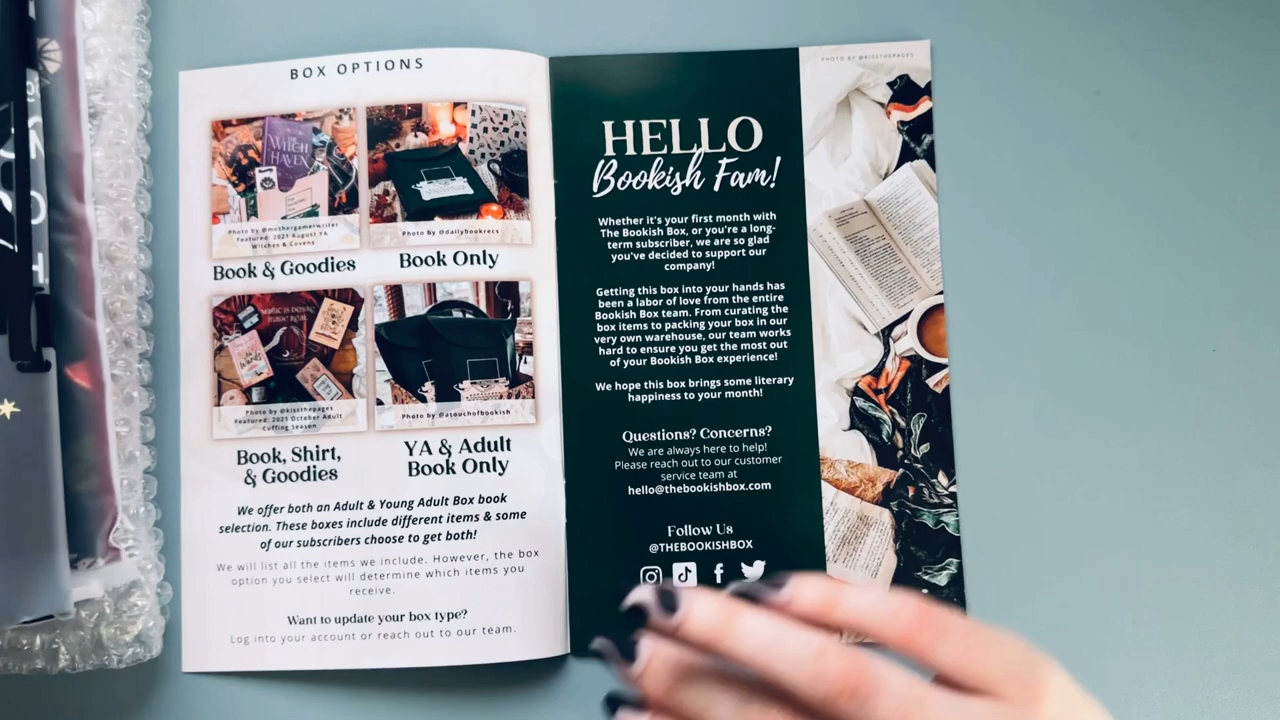 BOX OPTIONS
THE
WITCH
HAVEN
Photo by @mothergamerwriter
Featured: 2021 August YA
Witches & Covens
Book & Goodies
Photo by @dailybookrecs
Book Only
Photo by @kissthepages
Featured: 2021 October Adult
Cuffing Season
Book, Shirt,
& Goodies
Photo by @atouchofbookish
YA & Adult
Book Only
We offer both an Adult & Young Adult Box book
selection. These boxes include different items & some
of our subscribers choose to get both!
We will list all the items we include. However, the box
option you select will determine which items you
receive.
Want to update your box type?
Log into your account or reach out to our team.
PHOTO BY @KISSTHEPAGES
HELLO
Bookish Fam!
Whether it's your first month with
The Bookish Box, or you're a long-
term subscriber, we are so glad
you've decided to support our
company!
Getting this box into your hands has
been a labor of love from the entire
Bookish Box team. From curating the
box items to packing your box in our
very own warehouse, our team works
hard to ensure you get the most out
of your Bookish Box experience!
We hope this box brings some literary
happiness to your month!
Questions? Concerns?
We are always here to help!
Please reach out to our customer
service team at
hello@thebookishbox.com
Follow Us
@THEBOOKISHBOX